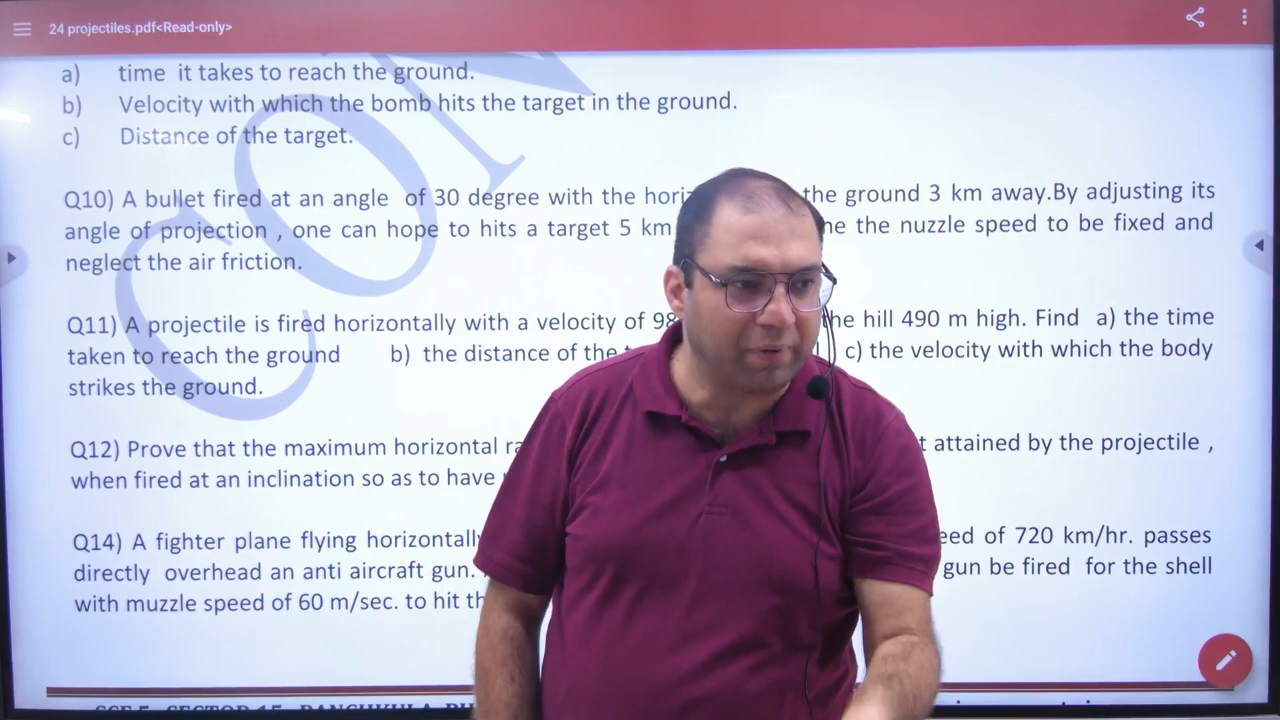 24 projectiles.pdf<Read-only>
a) time it takes to reach the ground.
b) Velocity with which the bomb hits the target in the ground.
c) Distance of the target.
Q10) A bullet fired at an angle of 30 degree with the the ground 3 km away.By adjusting its
angle of projection , one can hope to hits a target 5 km the nuzzle speed to be fixed and
neglect the air friction.
Q11) A projectile is fired horizontally with a velocity of 98 the hill 490 m high. Find a) the time
taken to reach the ground b) the distance of the c) the velocity with which the body
strikes the ground.
Q12) Prove that the maximum horizontal attained by the projectile ,
when fired at an inclination so as to have
Q14) A fighter plane flying horizontally speed of 720 km/hr. passes
directly overhead an anti aircraft gun. gun be fired for the shell
with muzzle speed of 60 m/sec. to hit
CON